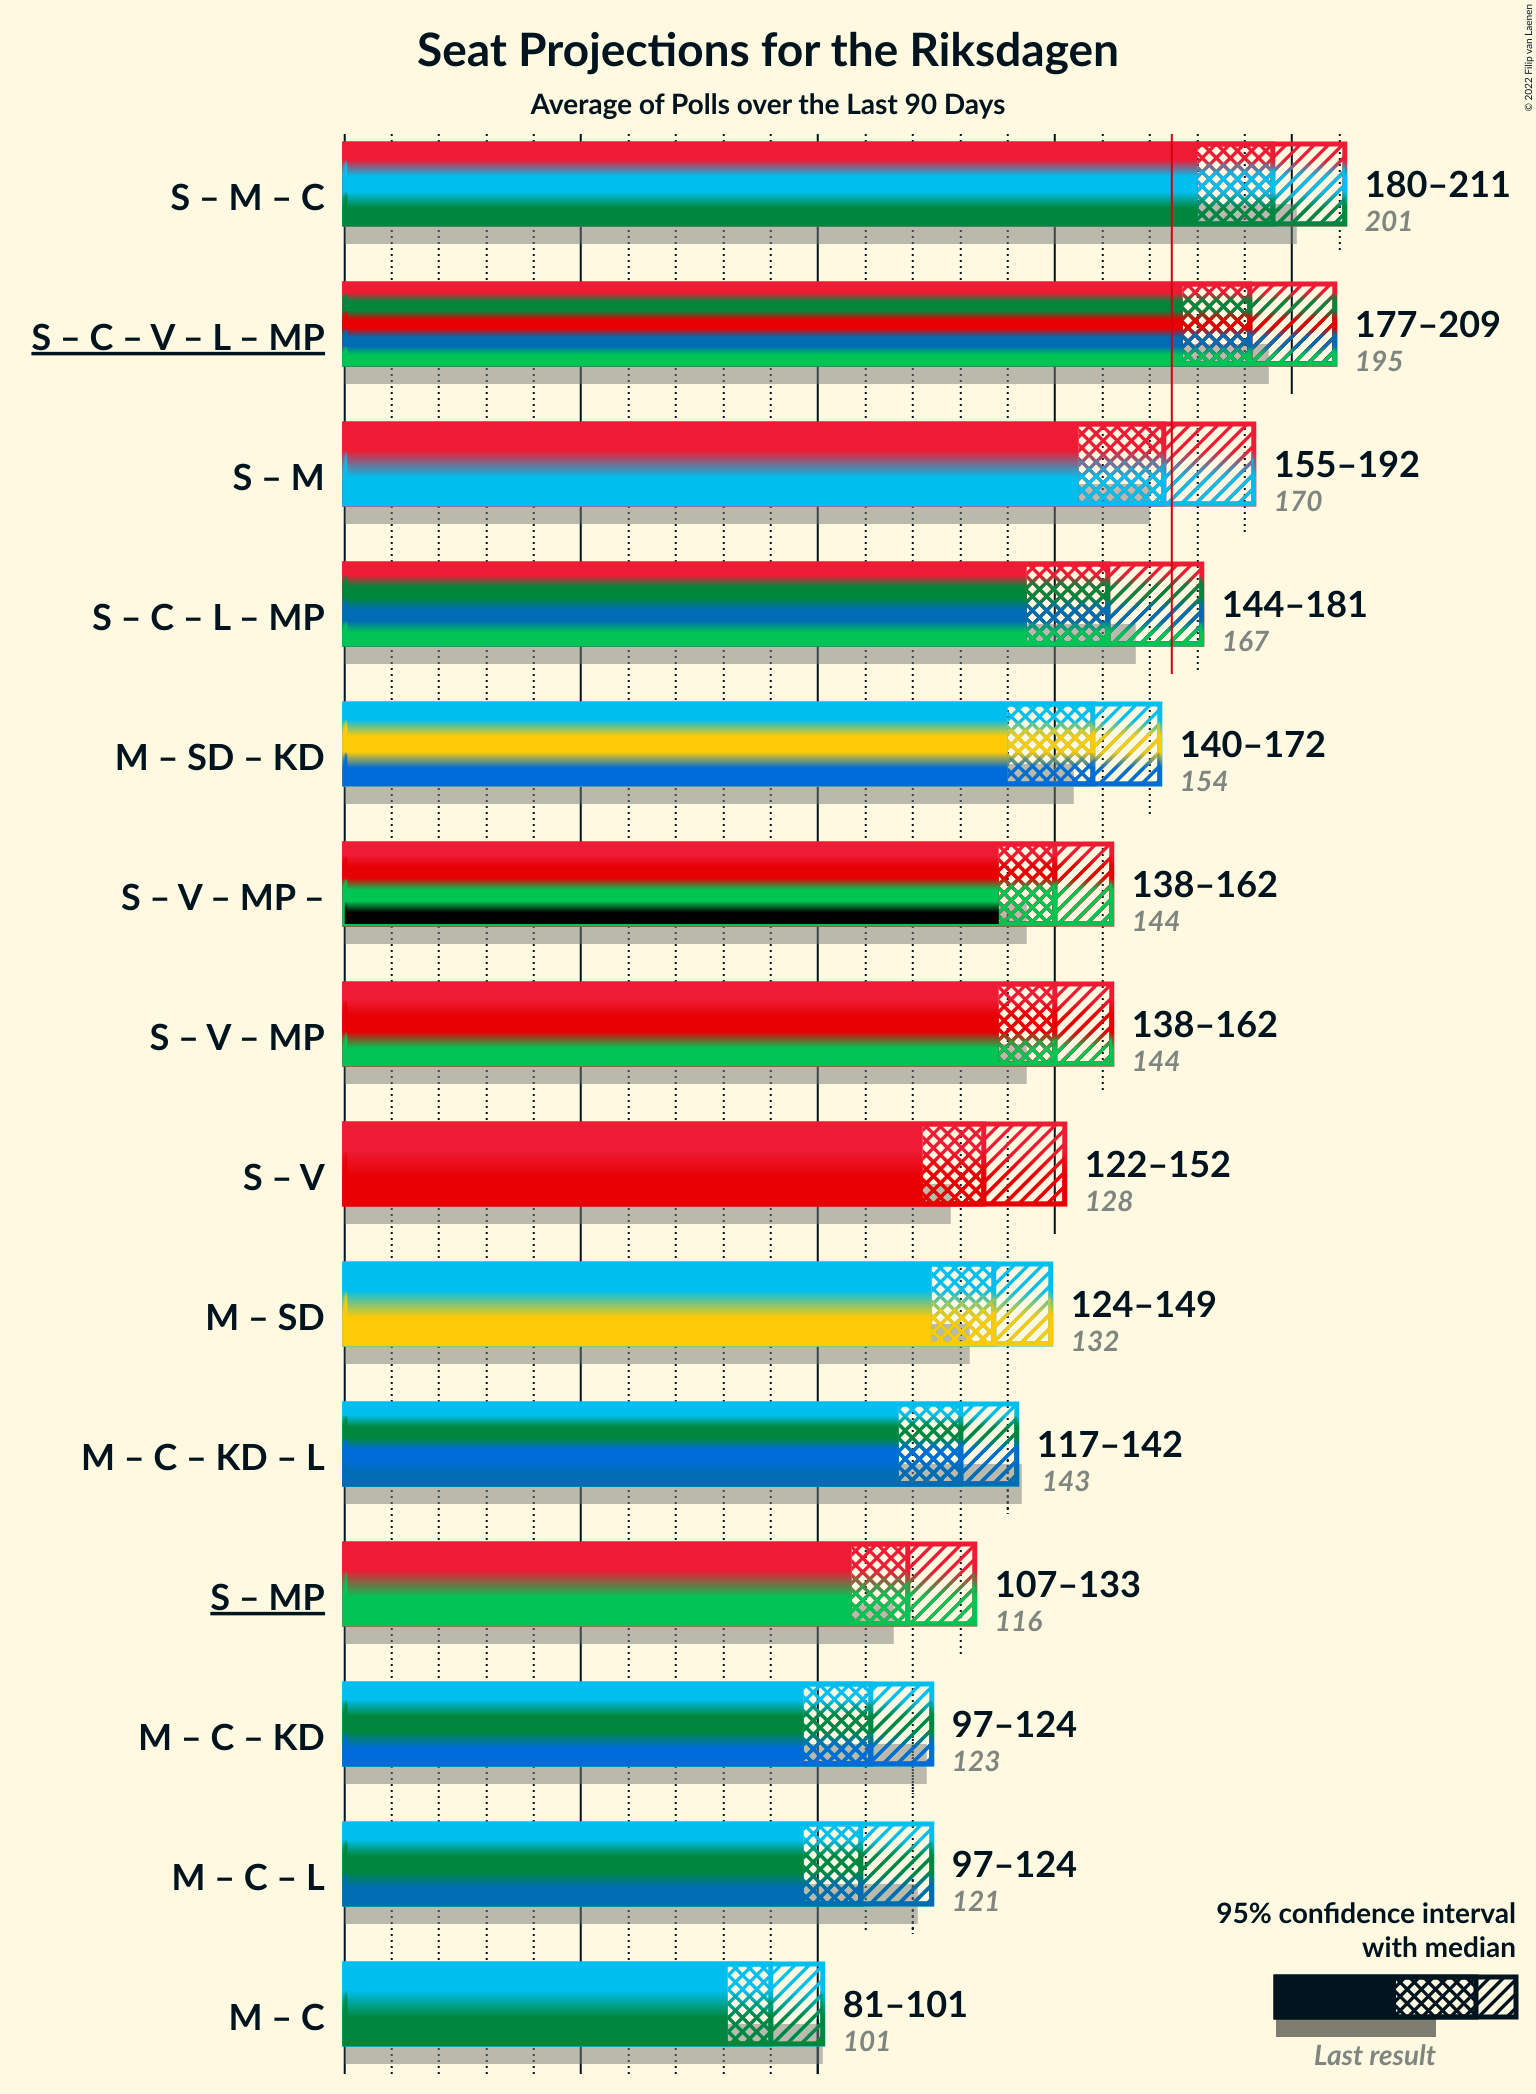 Seat Projections for the Riksdagen
Average of Polls over the Last 90 Days
© 2022 Filip van Laenen
S – M – C
180–211
201
S – C – V – L – MP
177–209
195
S – M
155–192
170
S – C – L – MP
144–181
167
M – SD – KD
140–172
154
S – V – MP –
138–162
144
S – V – MP
138–162
144
S – V
122–152
128
M – SD
124–149
132
M – C – KD – L
117–142
143
S – MP
107–133
116
M – C – KD
97–124
123
M – C – L
97–124
121
M – C
81–101
101
95% confidence interval
with median
Last result